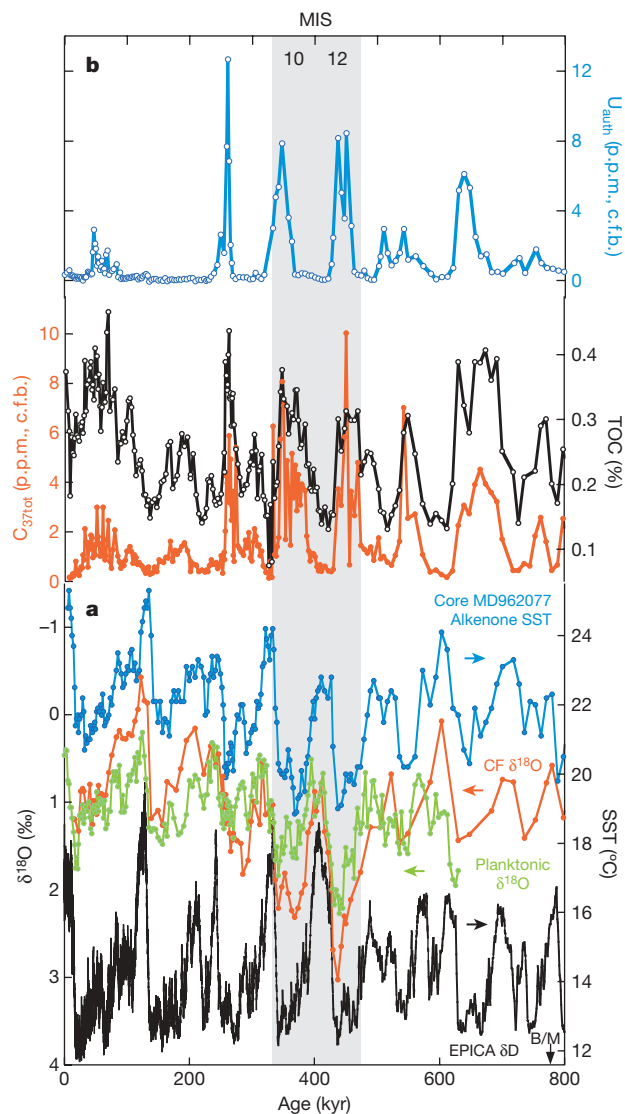 MIS
10 12
b
12
8
4
0
U_auth (p.p.m., c.f.b.)
10
8
6
4
2
0
C_37tot (p.p.m., c.f.b.)
0.4
0.3
0.2
0.1
TOC (%)
a
Core MD962077
Alkenone SST
−1
0
1
2
3
4
δ¹⁸O (‰)
24
22
20
18
16
14
12
SST (°C)
CF δ¹⁸O
Planktonic
δ¹⁸O
B/M
EPICA δD
0 200 400 600 800
Age (kyr)